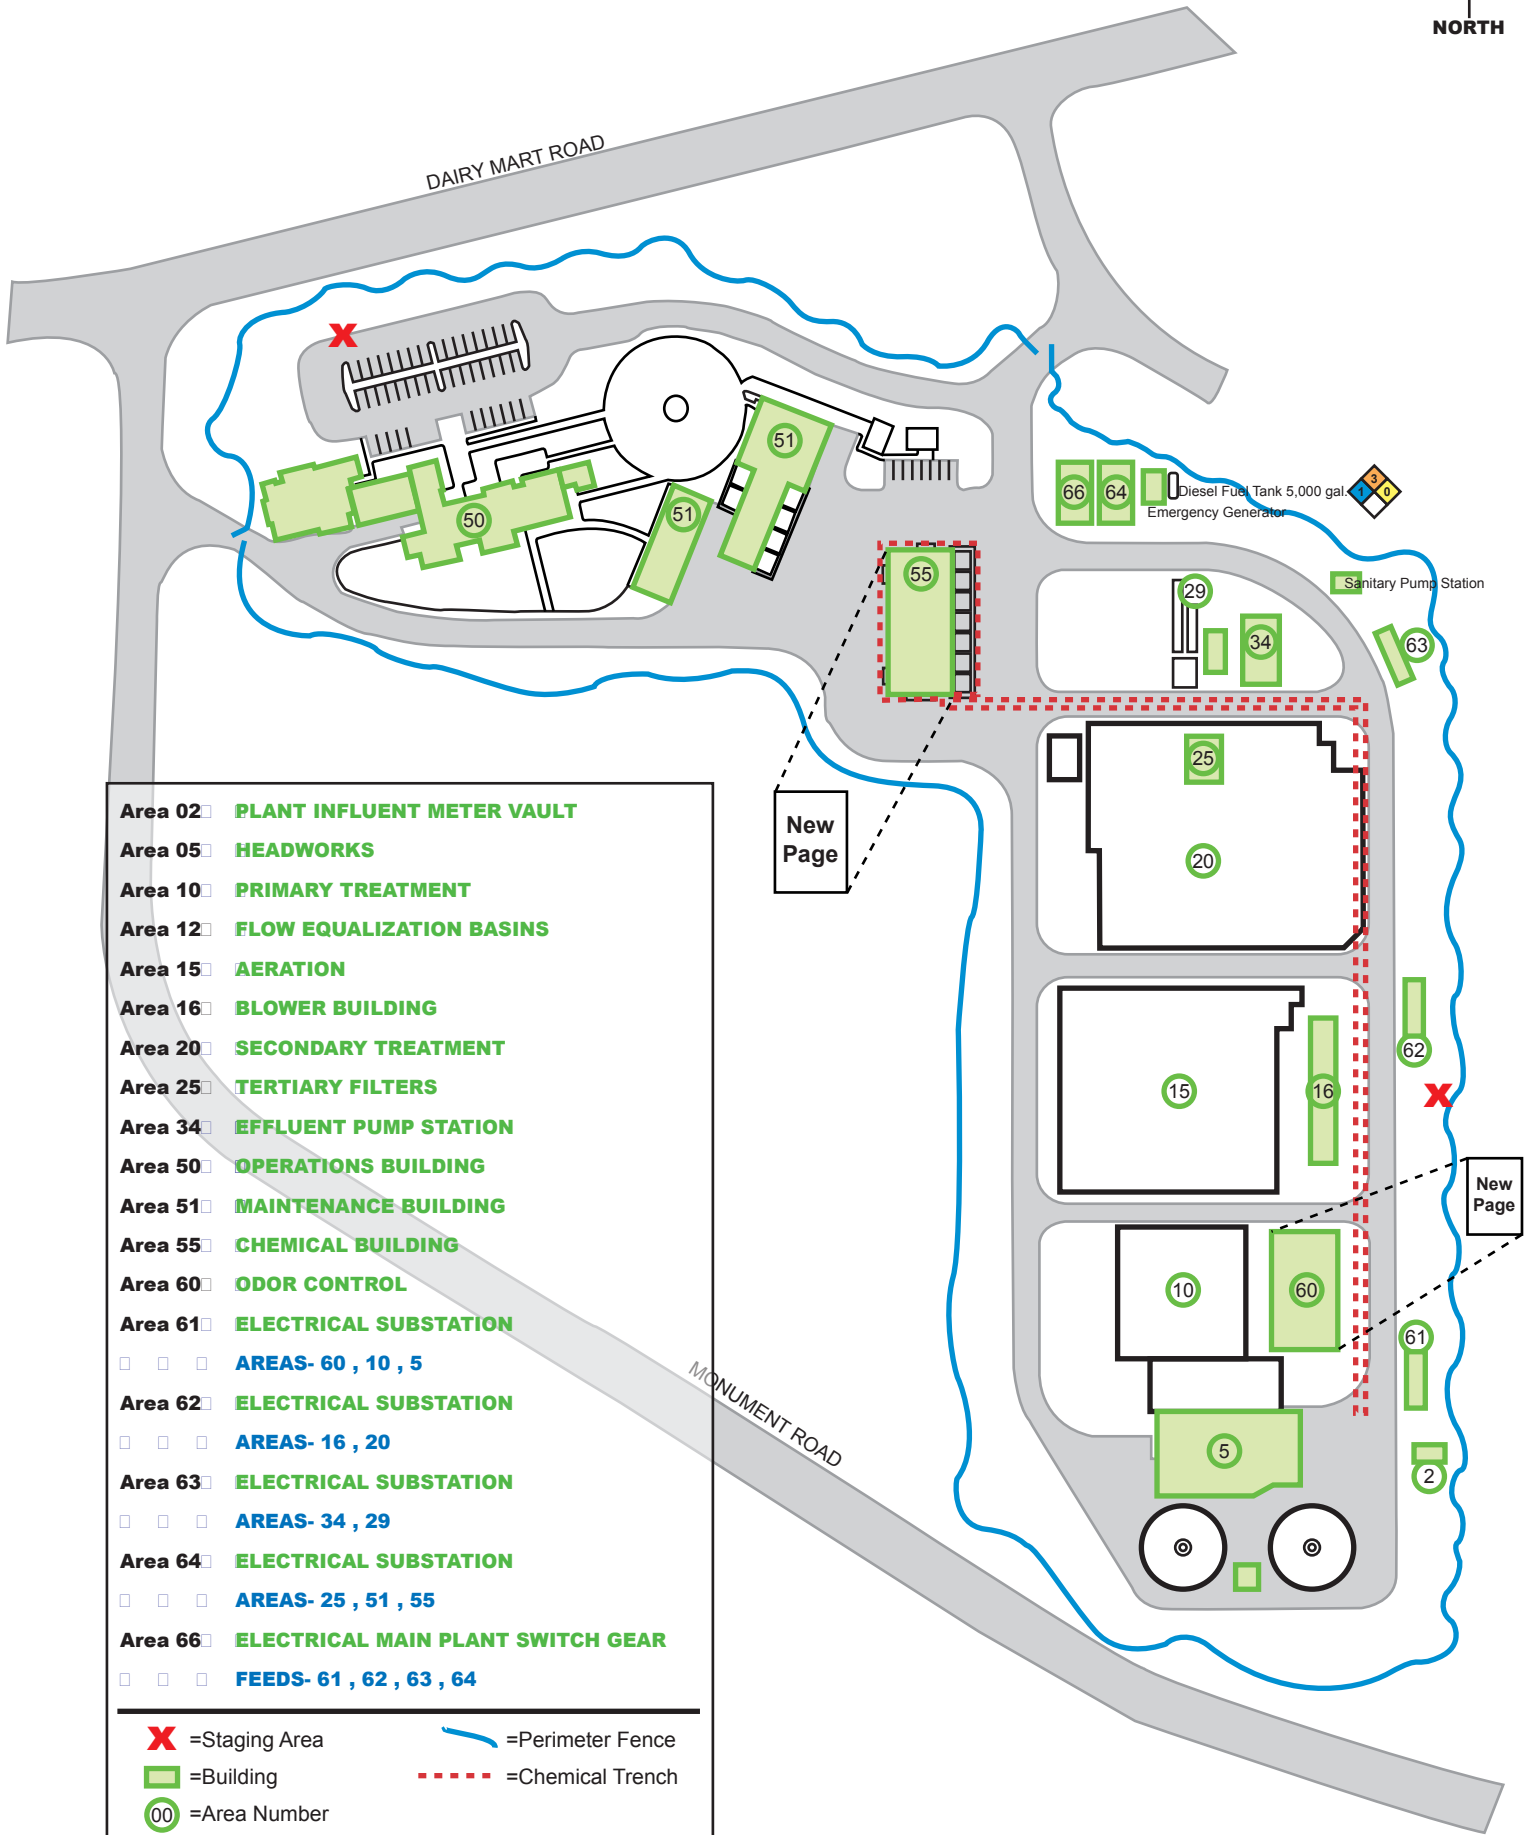 NORTH
DAIRY MART ROAD
51
51
50
66
64
Diesel Fuel Tank 5,000 gal.
3
1
0
Emergency Generator
55
29
34
Sanitary Pump Station
63
25
20
New
Page
62
15
16
New
Page
10
60
61
5
2
MONUMENT ROAD
Area 02 PLANT INFLUENT METER VAULT
Area 05 HEADWORKS
Area 10 PRIMARY TREATMENT
Area 12 FLOW EQUALIZATION BASINS
Area 15 AERATION
Area 16 BLOWER BUILDING
Area 20 SECONDARY TREATMENT
Area 25 TERTIARY FILTERS
Area 34 EFFLUENT PUMP STATION
Area 50 OPERATIONS BUILDING
Area 51 MAINTENANCE BUILDING
Area 55 CHEMICAL BUILDING
Area 60 ODOR CONTROL
Area 61 ELECTRICAL SUBSTATION
AREAS- 60 , 10 , 5
Area 62 ELECTRICAL SUBSTATION
AREAS- 16 , 20
Area 63 ELECTRICAL SUBSTATION
AREAS- 34 , 29
Area 64 ELECTRICAL SUBSTATION
AREAS- 25 , 51 , 55
Area 66 ELECTRICAL MAIN PLANT SWITCH GEAR
FEEDS- 61 , 62 , 63 , 64
X =Staging Area
=Perimeter Fence
=Building
=Chemical Trench
00 =Area Number